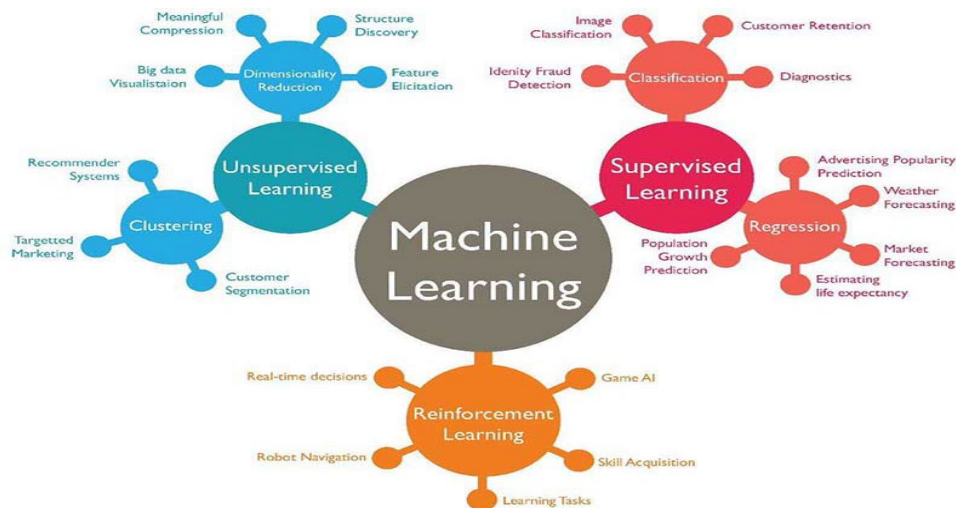 Meaningful
Compression
Structure
Discovery
Big data
Visualistaion
Dimensionality
Reduction
Feature
Elicitation
Unsupervised
Learning
Recommender
Systems
Clustering
Targetted
Marketing
Customer
Segmentation
Machine
Learning
Image
Classification
Customer Retention
Idenity Fraud
Detection
Classification
Diagnostics
Supervised
Learning
Advertising Popularity
Prediction
Weather
Forecasting
Regression
Population
Growth
Prediction
Market
Forecasting
Estimating
life expectancy
Real-time decisions
Game AI
Reinforcement
Learning
Robot Navigation
Skill Acquisition
Learning Tasks